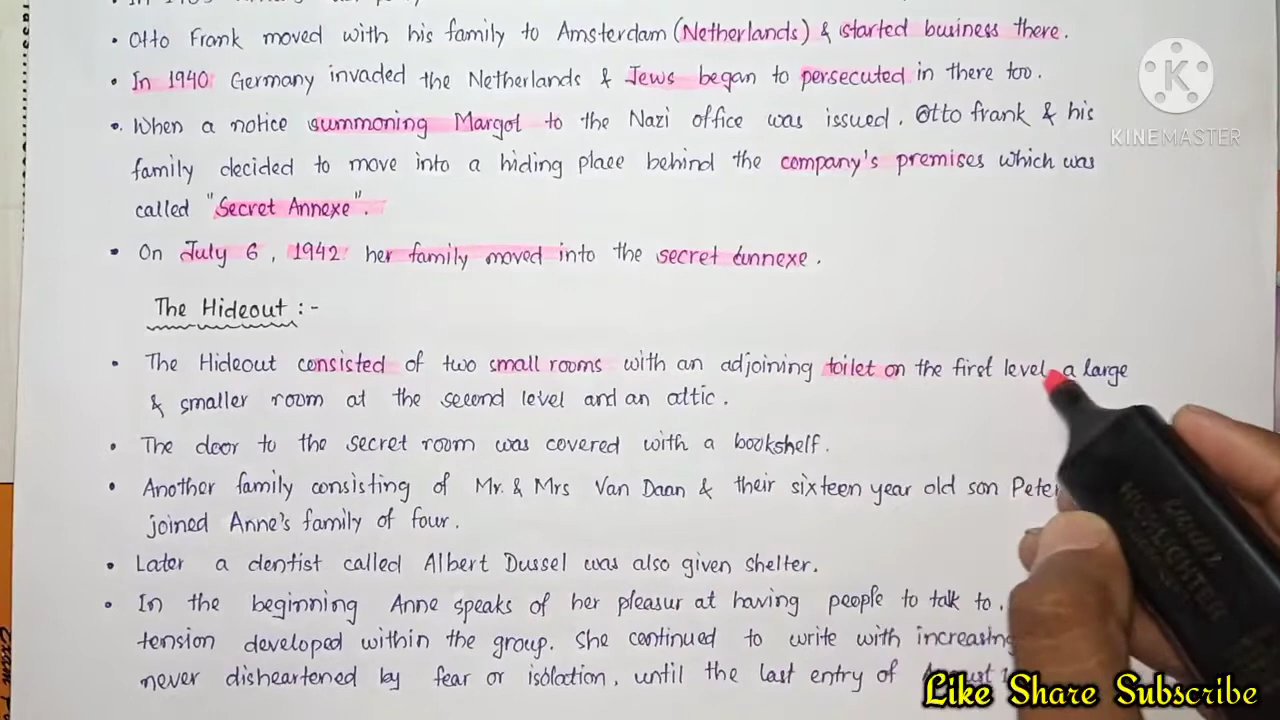 • Otto Frank moved with his family to Amsterdam (Netherlands) & started business there.
• In 1940 Germany invaded the Netherlands & Jews began to persecuted in there too.
• When a notice summoning Margot to the Nazi office was issued. Otto frank & his
family decided to move into a hiding place behind the company's premises which was
called "Secret Annexe".
• On July 6, 1942 her family moved into the secret Annexe.
The Hideout :-
• The Hideout consisted of two small rooms with an adjoining toilet on the first level, a large
& smaller room at the second level and an attic.
• The door to the secret room was covered with a bookshelf.
• Another family consisting of Mr. & Mrs Van Daan & their sixteen year old son Peter
joined Anne's family of four.
• Later a dentist called Albert Dussel was also given shelter.
• In the beginning Anne speaks of her pleasur at having people to talk to.
tension developed within the group. She continued to write with increasing
never disheartened by fear or isolation, until the last entry of August
KINEMASTER
Like Share Subscribe